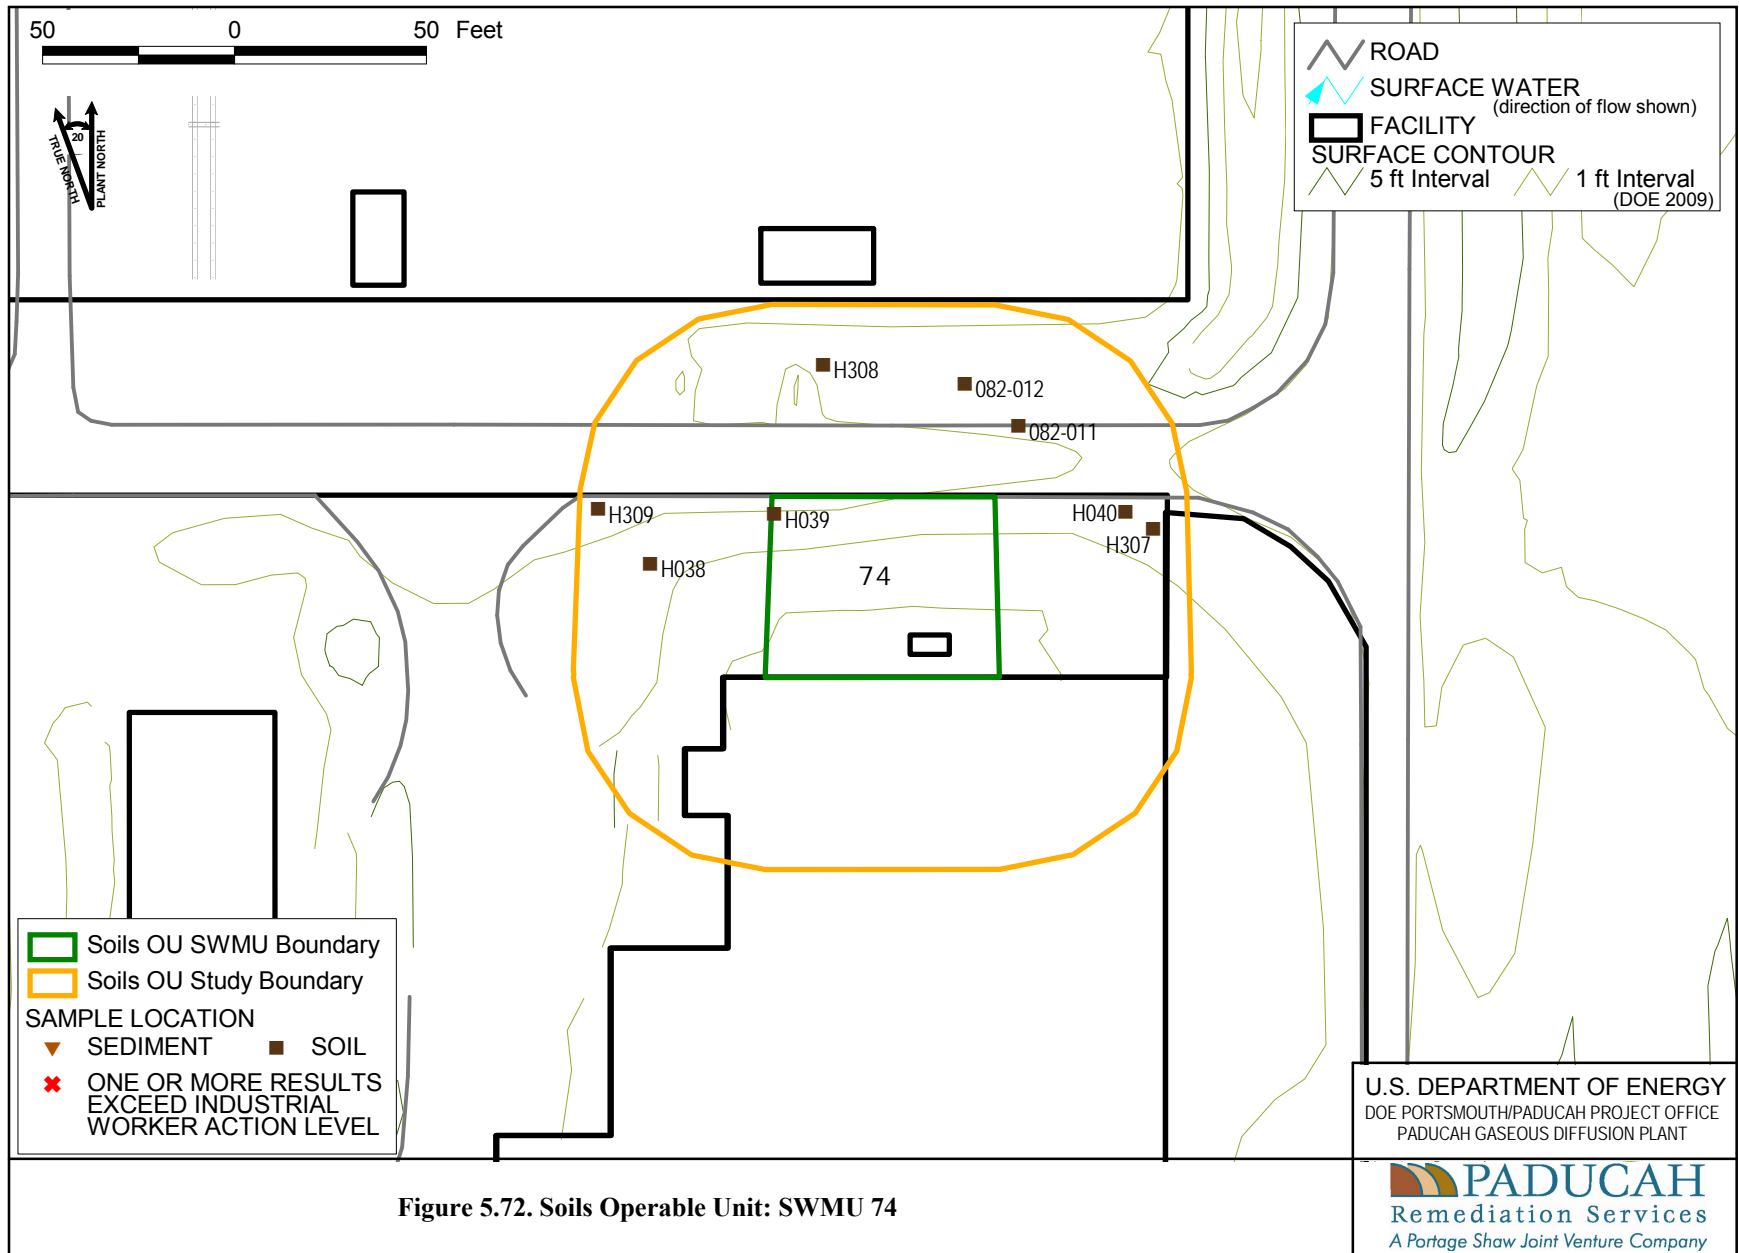 50 0 50 Feet
TRUE NORTH
20
PLANT NORTH
ROAD
SURFACE WATER
(direction of flow shown)
FACILITY
SURFACE CONTOUR
5 ft Interval 1 ft Interval
(DOE 2009)
H308
082-012
082-011
H309
H039
H040
H307
H038
74
Soils OU SWMU Boundary
Soils OU Study Boundary
SAMPLE LOCATION
SEDIMENT SOIL
ONE OR MORE RESULTS
EXCEED INDUSTRIAL
WORKER ACTION LEVEL
U.S. DEPARTMENT OF ENERGY
DOE PORTSMOUTH/PADUCAH PROJECT OFFICE
PADUCAH GASEOUS DIFFUSION PLANT
PADUCAH
Remediation Services
A Portage Shaw Joint Venture Company
Figure 5.72. Soils Operable Unit: SWMU 74